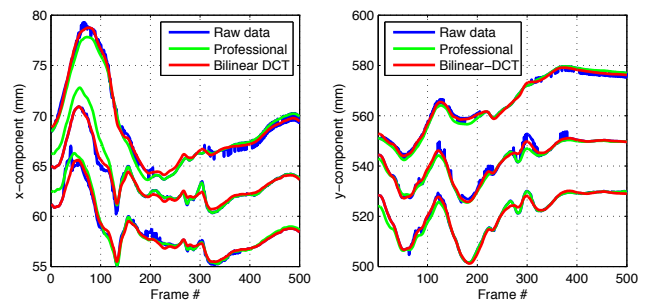 80
75
70
65
60
55
x−component (mm)
0 100 200 300 400 500
Frame #
Raw data
Professional
Bilinear DCT
600
580
560
540
520
500
y−component (mm)
100 200 300 400 500
Frame #
Raw data
Professional
Bilinear−DCT